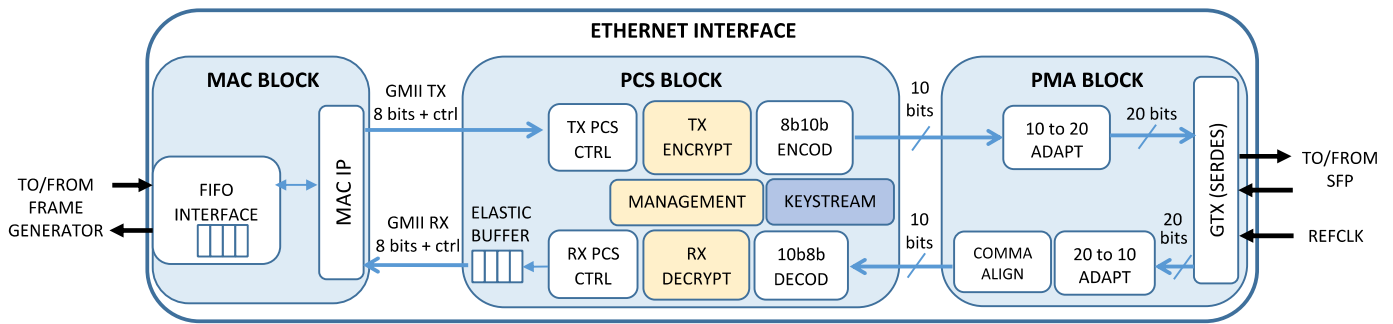 ETHERNET INTERFACE
MAC BLOCK
PCS BLOCK
PMA BLOCK
GMII TX
8 bits + ctrl
10
bits
20 bits
TX PCS
CTRL
TX
ENCRYPT
8b10b
ENCOD
10 to 20
ADAPT
TO/FROM
FRAME
GENERATOR
FIFO
INTERFACE
MAC IP
MANAGEMENT
KEYSTREAM
GTX (SERDES)
TO/FROM
SFP
REFCLK
GMII RX
8 bits + ctrl
ELASTIC
BUFFER
RX PCS
CTRL
RX
DECRYPT
10b8b
DECOD
10
bits
COMMA
ALIGN
20 to 10
ADAPT
20
bits